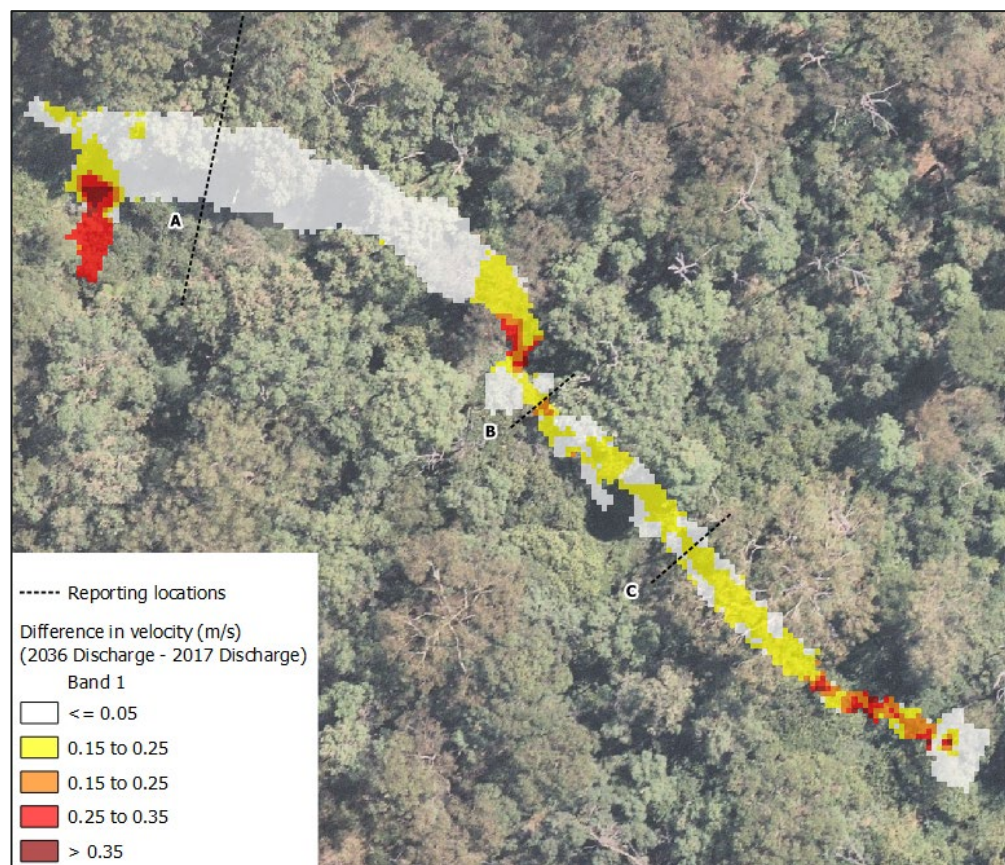 A
B
C
Reporting locations
Difference in velocity (m/s)
(2036 Discharge - 2017 Discharge)
Band 1
<= 0.05
0.15 to 0.25
0.15 to 0.25
0.25 to 0.35
> 0.35